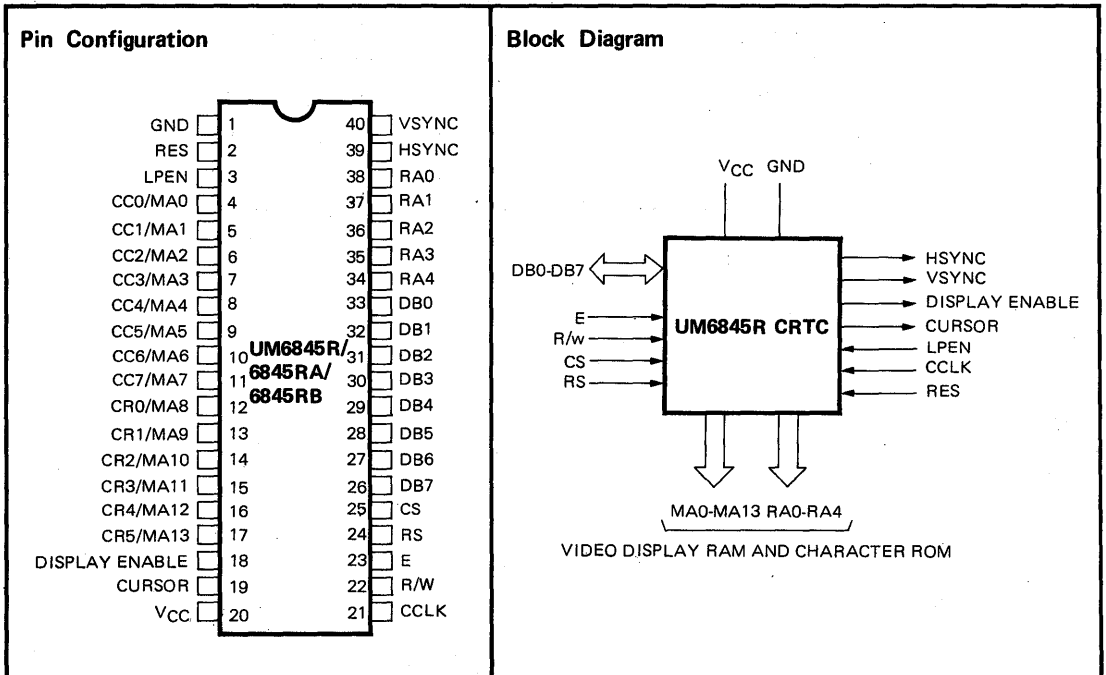 Pin Configuration
GND 1
RES 2
LPEN 3
CC0/MA0 4
CC1/MA1 5
CC2/MA2 6
CC3/MA3 7
CC4/MA4 8
CC5/MA5 9
CC6/MA6 10
CC7/MA7 11
CR0/MA8 12
CR1/MA9 13
CR2/MA10 14
CR3/MA11 15
CR4/MA12 16
CR5/MA13 17
DISPLAY ENABLE 18
CURSOR 19
VCC 20
UM6845R/
6845RA/
6845RB
40 VSYNC
39 HSYNC
38 RA0
37 RA1
36 RA2
35 RA3
34 RA4
33 DB0
32 DB1
31 DB2
30 DB3
29 DB4
28 DB5
27 DB6
26 DB7
25 CS
24 RS
23 E
22 R/W
21 CCLK
Block Diagram
VCC GND
DB0-DB7
E
R/w
CS
RS
UM6845R CRTC
HSYNC
VSYNC
DISPLAY ENABLE
CURSOR
LPEN
CCLK
RES
MA0-MA13 RA0-RA4
VIDEO DISPLAY RAM AND CHARACTER ROM